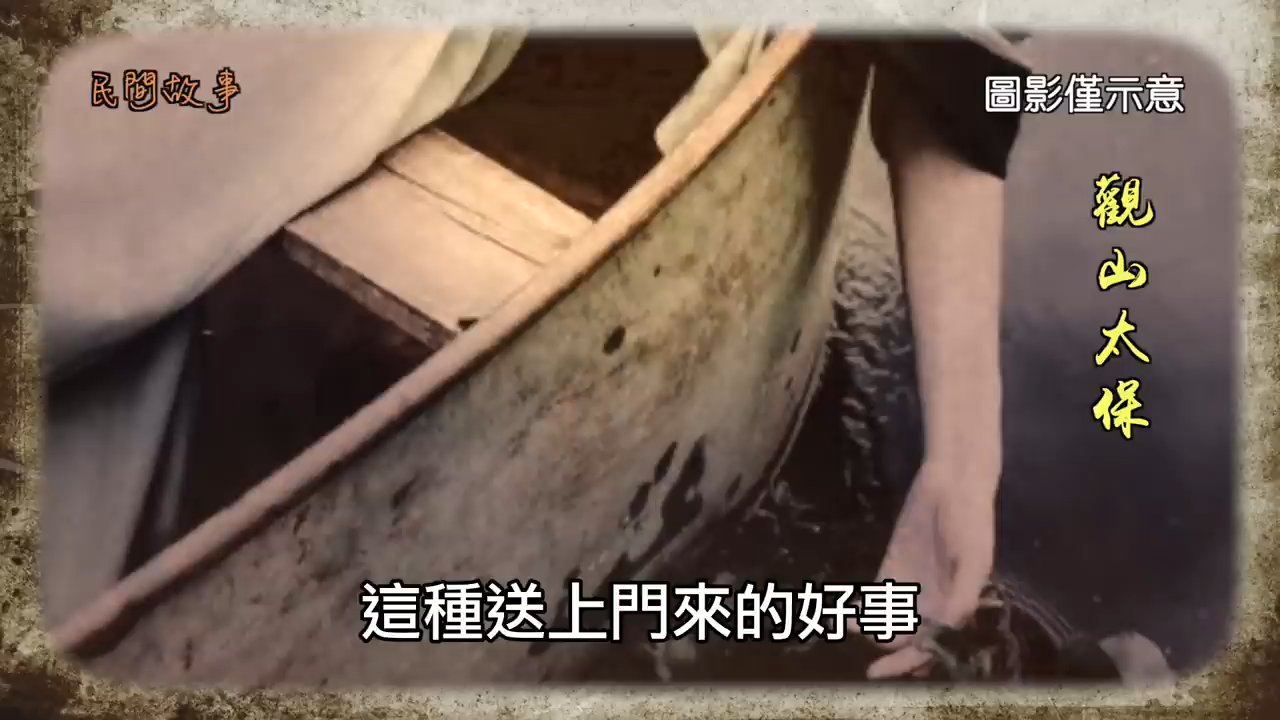 民間故事
圖影僅示意
觀山太保
這種送上門來的好事